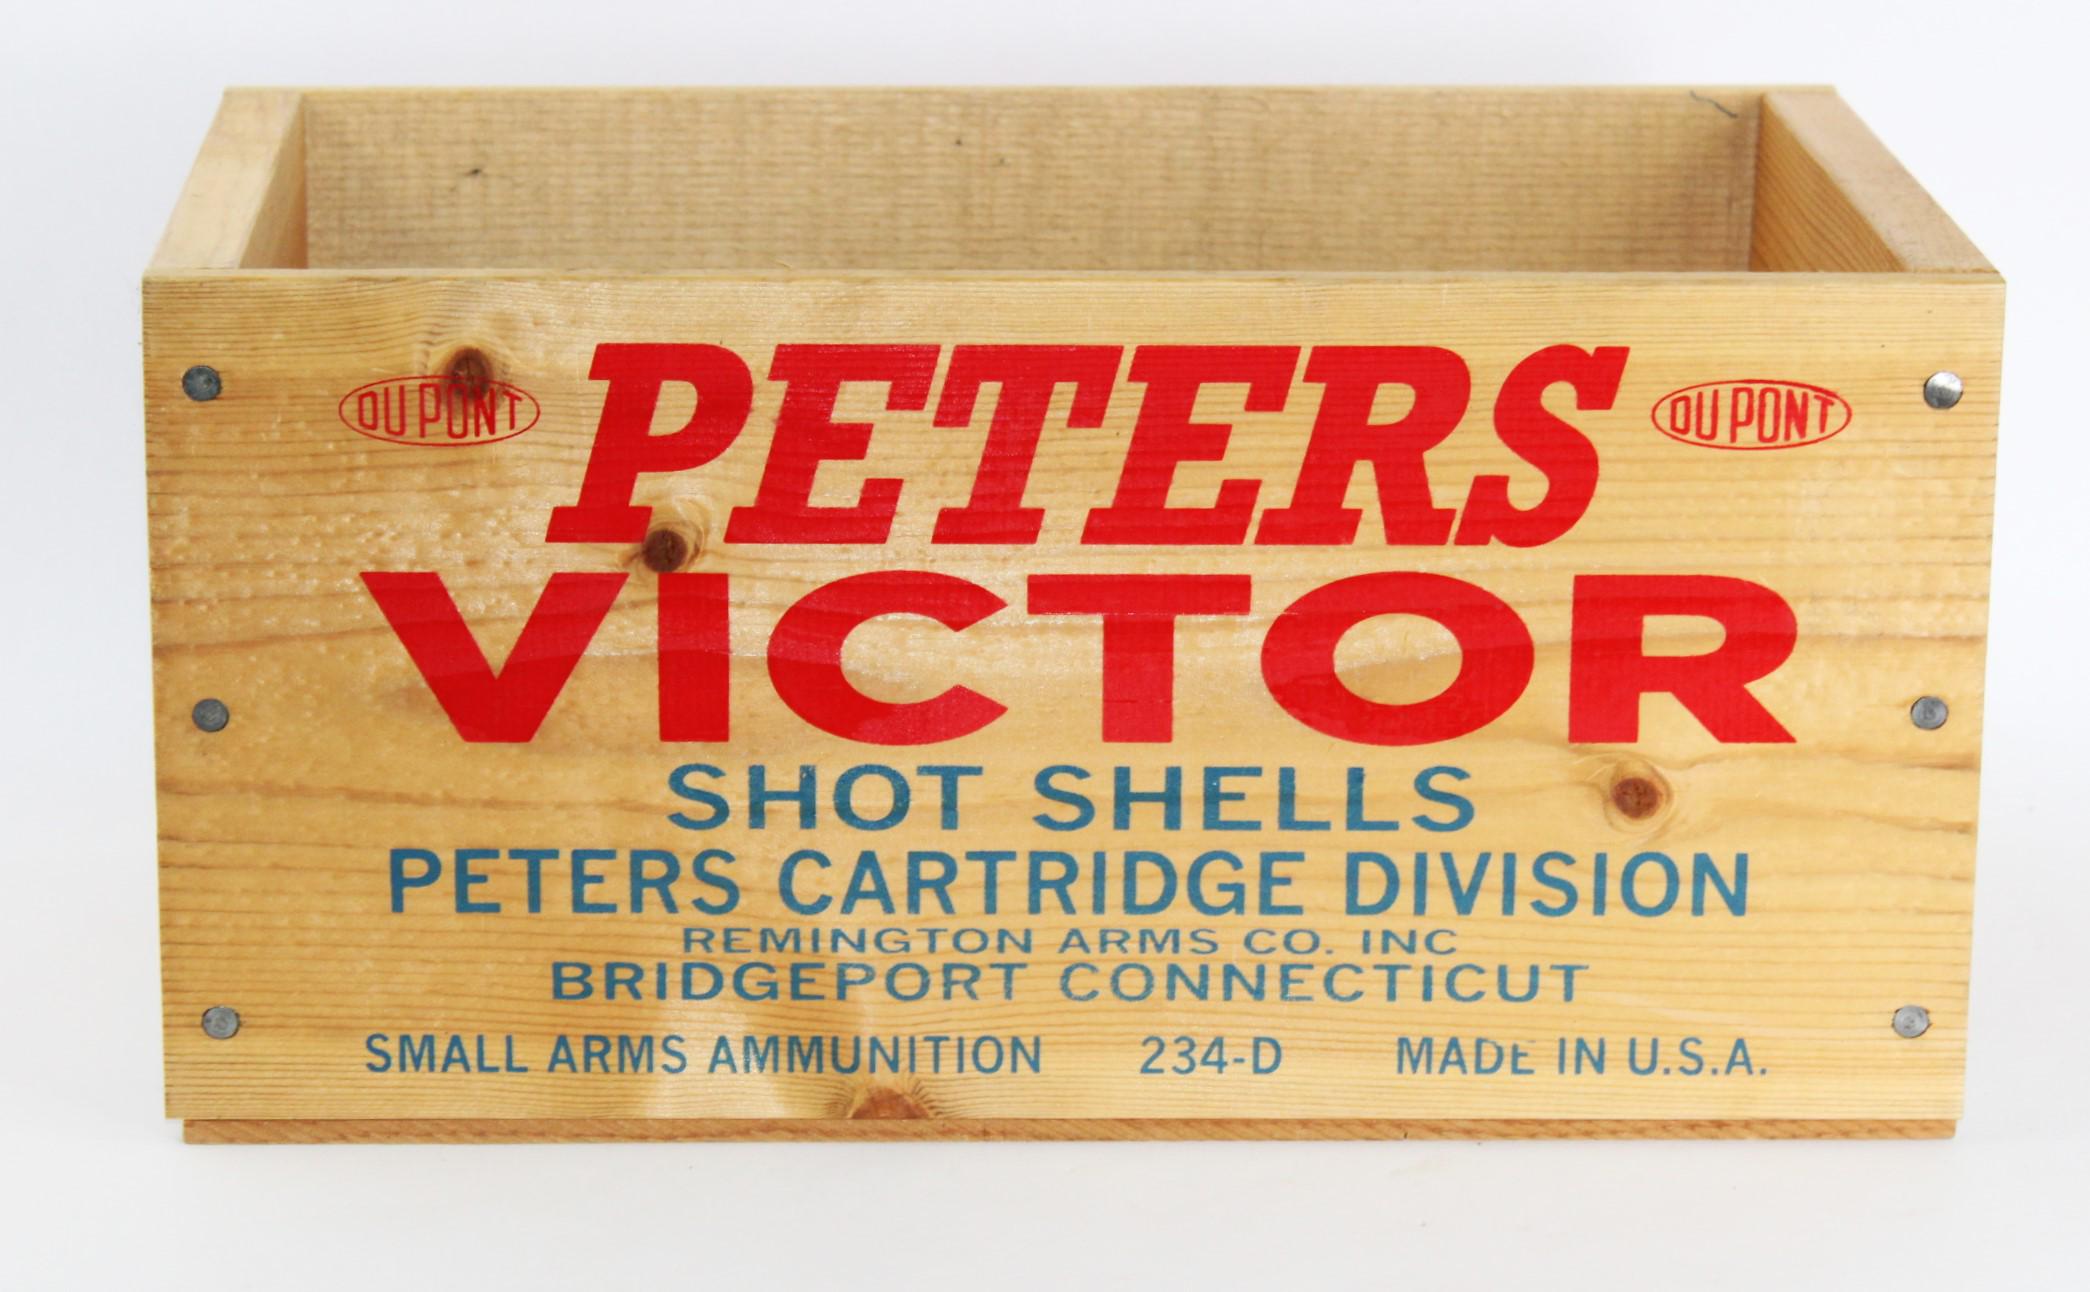 DU PONT PETERS DU PONT
VICTOR
SHOT SHELLS
PETERS CARTRIDGE DIVISION
REMINGTON ARMS CO. INC
BRIDGEPORT CONNECTICUT
SMALL ARMS AMMUNITION 234-D MADE IN U.S.A.